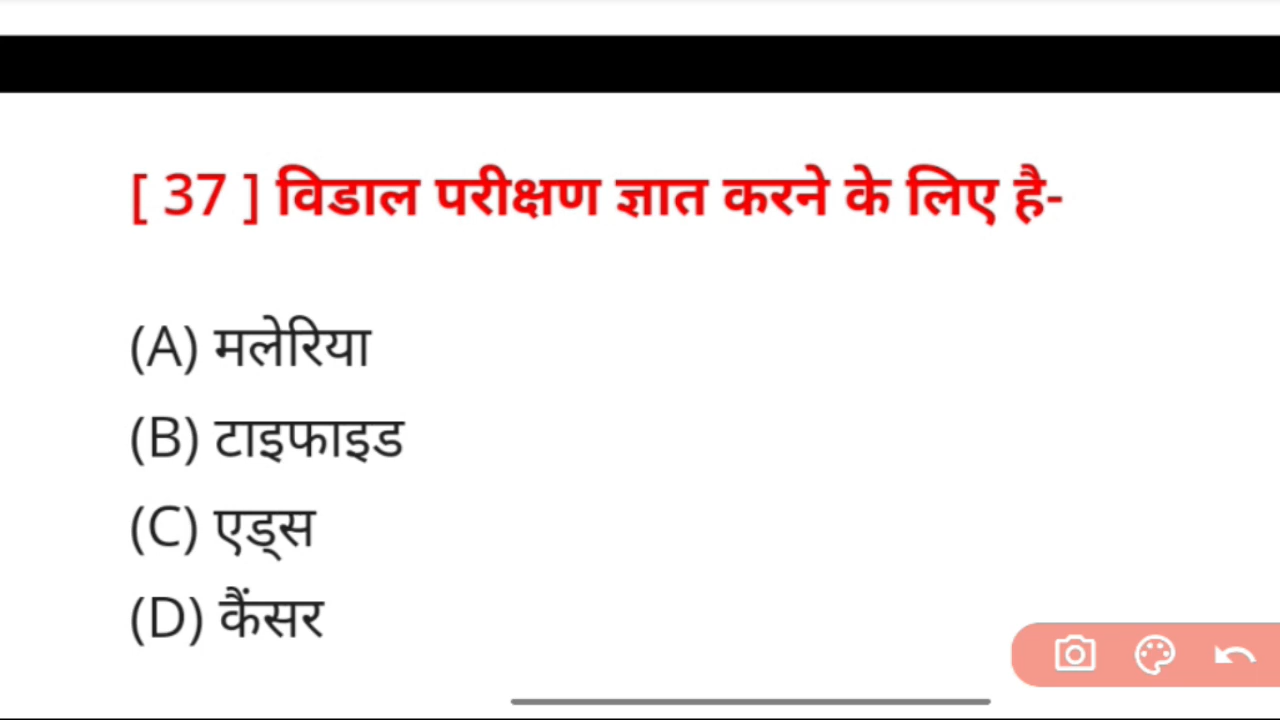 [ 37 ] विडाल परीक्षण ज्ञात करने के लिए है-
(A) मलेरिया
(B) टाइफाइड
(C) एड्स
(D) कैंसर